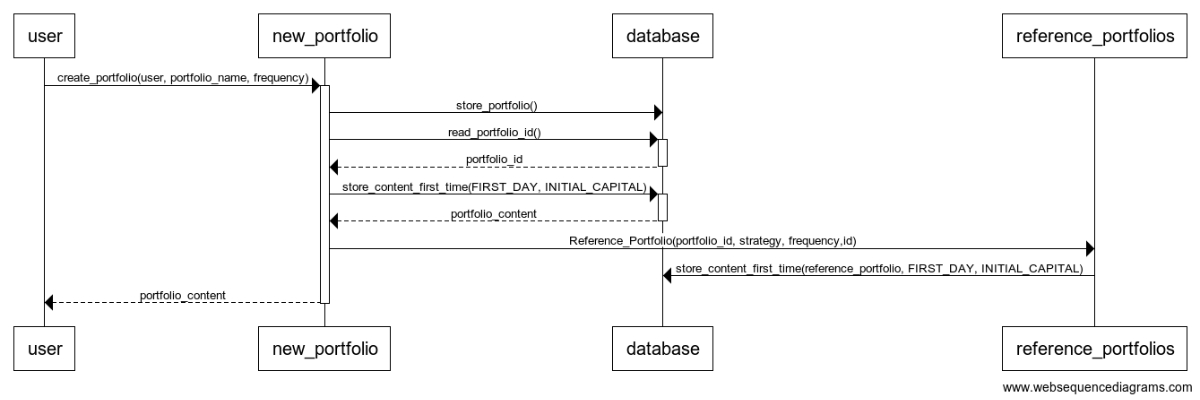 user
new_portfolio
database
reference_portfolios
create_portfolio(user, portfolio_name, frequency)
store_portfolio()
read_portfolio_id()
portfolio_id
store_content_first_time(FIRST_DAY, INITIAL_CAPITAL)
portfolio_content
Reference_Portfolio(portfolio_id, strategy, frequency,id)
store_content_first_time(reference_portfolio, FIRST_DAY, INITIAL_CAPITAL)
portfolio_content
user
new_portfolio
database
reference_portfolios
www.websequencediagrams.com